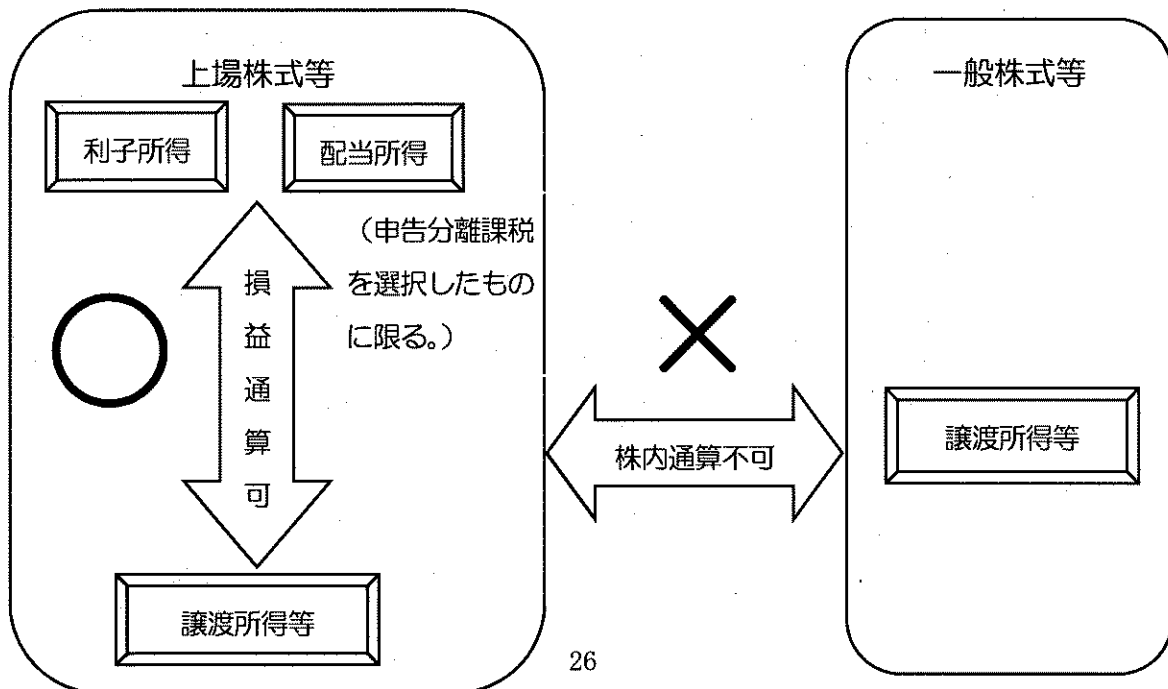 上場株式等
利子所得
配当所得
（申告分離課税
を選択したもの
に限る。）
損益通算可
譲渡所得等
株内通算不可
一般株式等
譲渡所得等
26